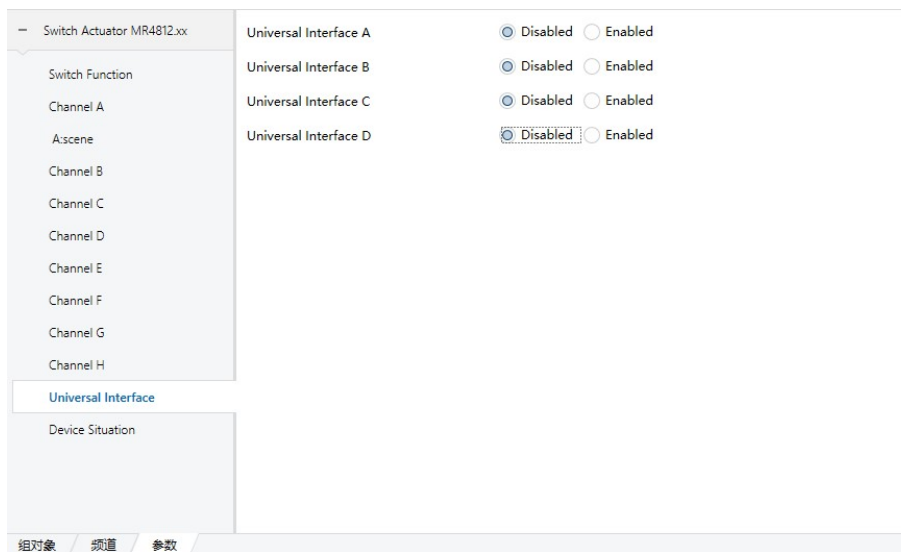 − Switch Actuator MR4812.xx
Switch Function
Channel A
A:scene
Channel B
Channel C
Channel D
Channel E
Channel F
Channel G
Channel H
Universal Interface
Device Situation
Universal Interface A Disabled Enabled
Universal Interface B Disabled Enabled
Universal Interface C Disabled Enabled
Universal Interface D Disabled Enabled
组对象 频道 参数